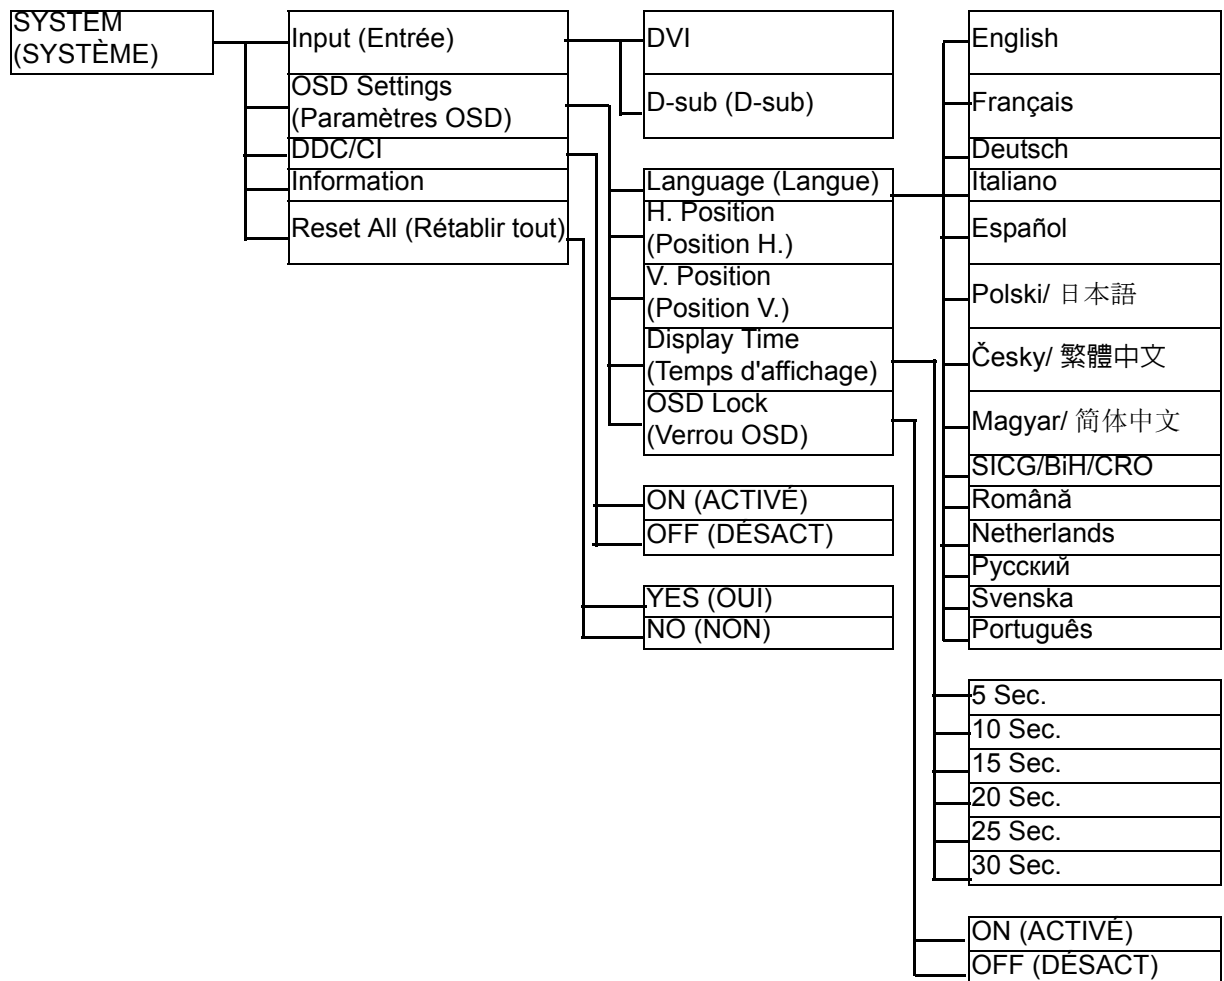 SYSTEM
(SYSTÈME)
Input (Entrée)
OSD Settings
(Paramètres OSD)
DDC/CI
Information
Reset All (Rétablir tout)
DVI
D-sub (D-sub)
Language (Langue)
H. Position
(Position H.)
V. Position
(Position V.)
Display Time
(Temps d'affichage)
OSD Lock
(Verrou OSD)
ON (ACTIVÉ)
OFF (DÉSACT)
YES (OUI)
NO (NON)
English
Français
Deutsch
Italiano
Español
Polski/ 日本語
Česky/ 繁體中文
Magyar/ 简体中文
SICG/BiH/CRO
Română
Netherlands
Русский
Svenska
Português
5 Sec.
10 Sec.
15 Sec.
20 Sec.
25 Sec.
30 Sec.
ON (ACTIVÉ)
OFF (DÉSACT)